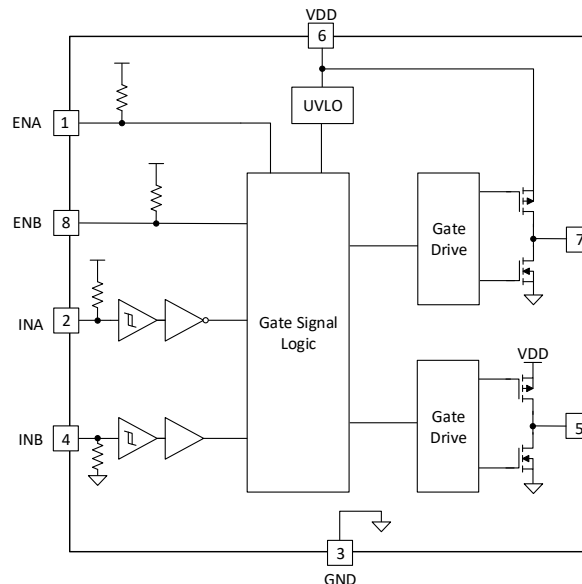 VDD
6
UVLO
ENA
1
ENB
8
Gate
Drive
7
INA
2
Gate Signal
Logic
VDD
INB
4
Gate
Drive
5
3
GND